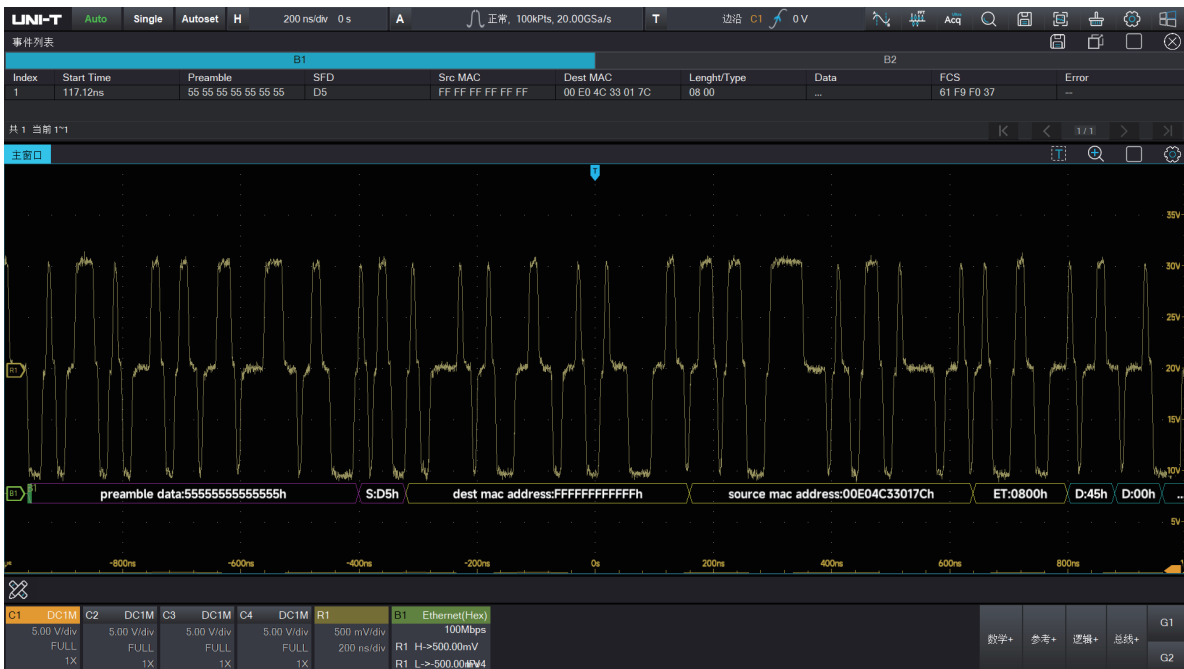 UNI-T Auto Single Autoset H 200 ns/div 0 s A 正常, 100kPts, 20.00GSa/s T 边沿 C1 0 V Acq
事件列表
B1 B2
Index Start Time Preamble SFD Src MAC Dest MAC Lenght/Type Data FCS Error
1 117.12ns 55 55 55 55 55 55 55 D5 FF FF FF FF FF FF 00 E0 4C 33 01 7C 08 00 ... 61 F9 F0 37 --
共 1 当前 1~1 1/1
主窗口 T
T
35V
30V
25V
R1 20V
15V
10V
B1 B1 preamble data:55555555555555h S:D5h dest mac address:FFFFFFFFFFFFh source mac address:00E04C33017Ch ET:0800h D:45h D:00h ..
5V
-800ns -600ns -400ns -200ns 0s 200ns 400ns 600ns 800ns
C1 DC1M C2 DC1M C3 DC1M C4 DC1M R1 B1 Ethernet(Hex)
5.00 V/div 5.00 V/div 5.00 V/div 5.00 V/div 500 mV/div 100Mbps
FULL FULL FULL FULL 200 ns/div R1 H->500.00mV
1X 1X 1X 1X R1 L->-500.00m
数学+ 参考+ 逻辑+ 总线+ G1
G2